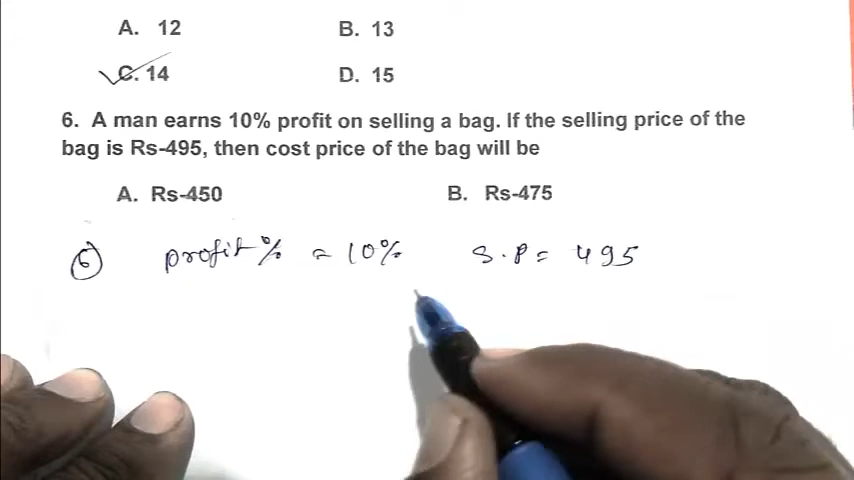 A. 12 B. 13
C. 14 D. 15
6. A man earns 10% profit on selling a bag. If the selling price of the
bag is Rs-495, then cost price of the bag will be
A. Rs-450 B. Rs-475
6 profit % = 10% S.P = 495